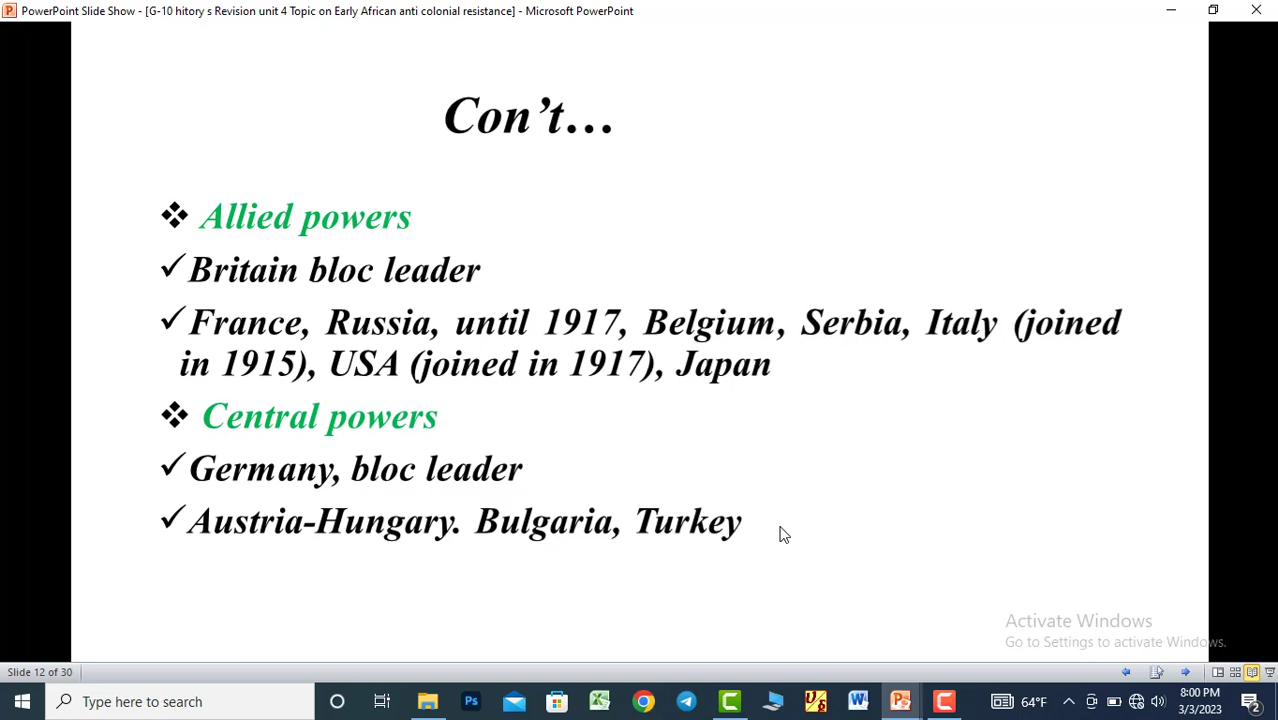 PowerPoint Slide Show - [G-10 hitory s Revision unit 4 Topic on Early African anti colonial resistance] - Microsoft PowerPoint
Con’t…
❖ Allied powers
✓Britain bloc leader
✓France, Russia, until 1917, Belgium, Serbia, Italy (joined
in 1915), USA (joined in 1917), Japan
❖ Central powers
✓Germany, bloc leader
✓Austria-Hungary. Bulgaria, Turkey
Activate Windows
Go to Settings to activate Windows.
Slide 12 of 30
Type here to search
64°F
8:00 PM
3/3/2023
2